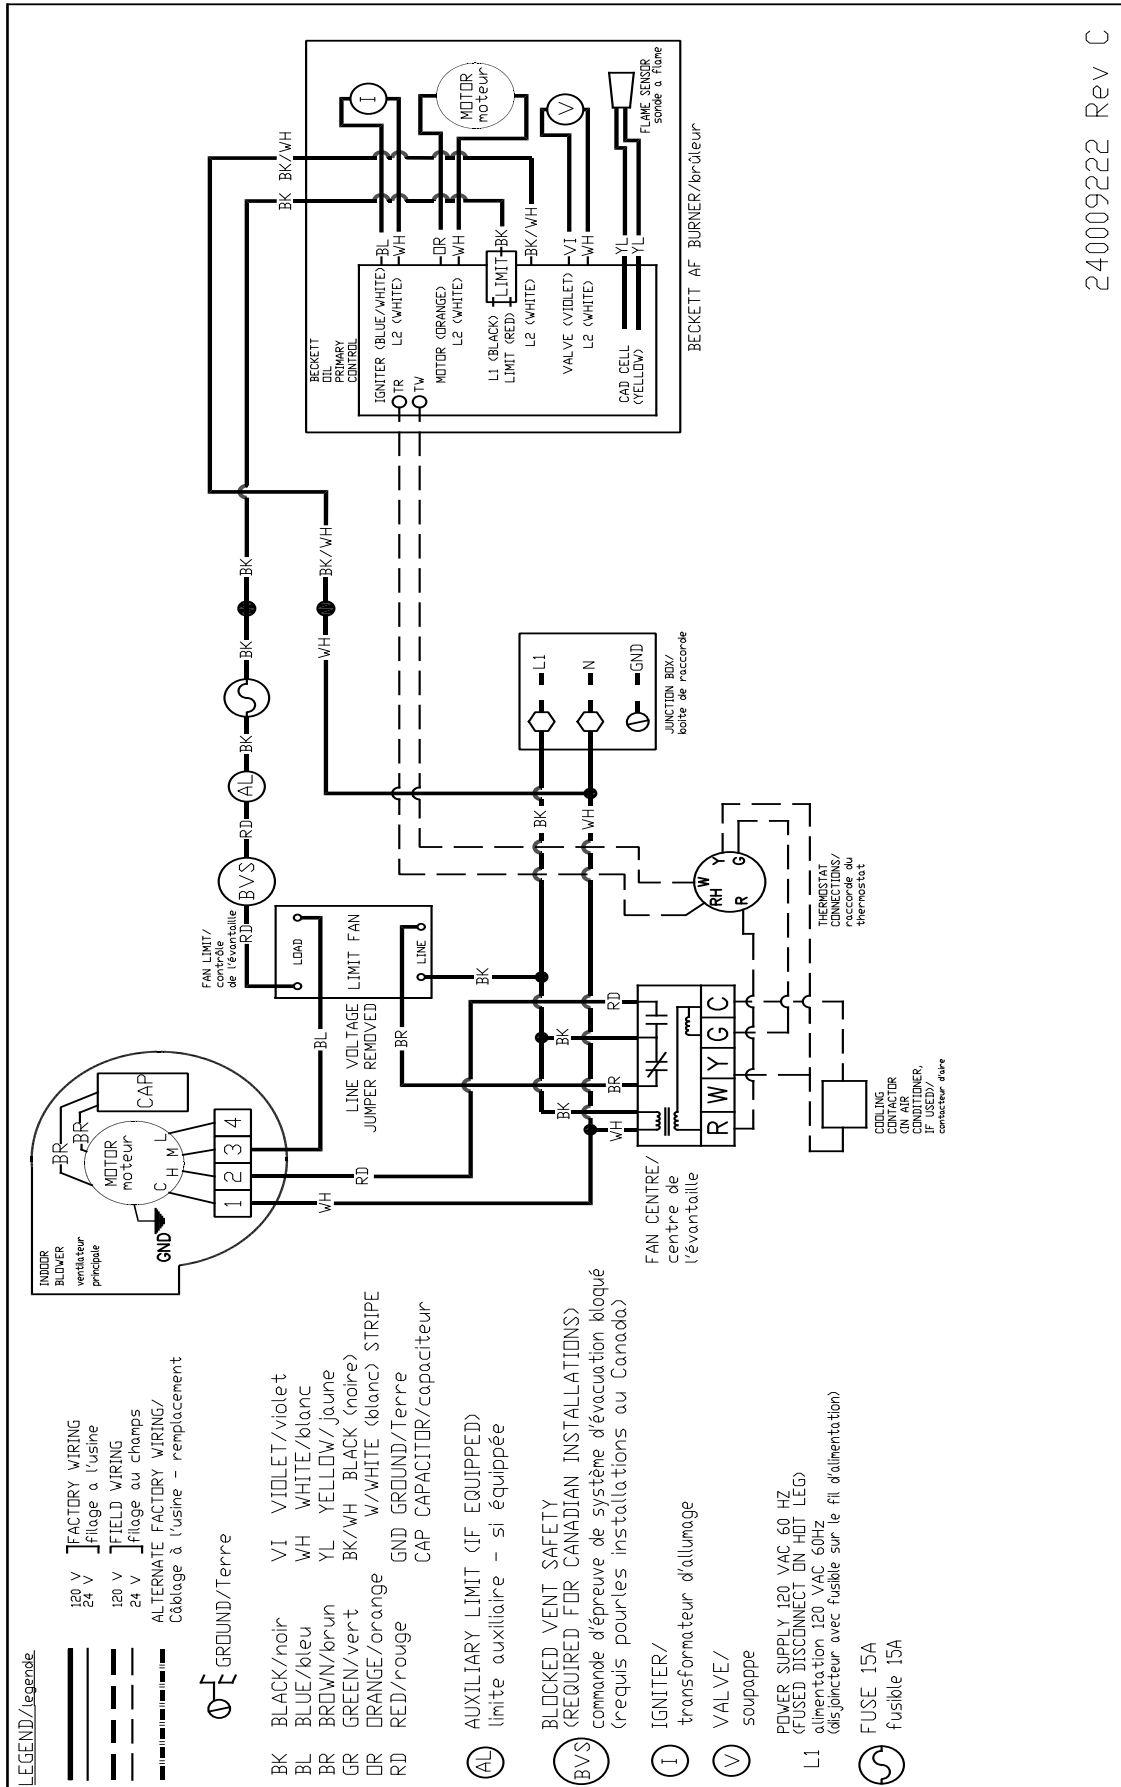 LEGEND/legende
120 V
24 V
FACTORY WIRING
filage a l'usine
120 V
24 V
FIELD WIRING
filage au champs
ALTERNATE FACTORY WIRING/
Câblage à l'usine - remplacement
GROUND/Terre
BK BLACK/noir
BL BLUE/bleu
BR BROWN/brun
GR GREEN/vert
OR ORANGE/orange
RD RED/rouge
VI VIOLET/violet
WH WHITE/blanc
YL YELLOW/jaune
BK/WH BLACK (noire)
W/WHITE (blanc) STRIPE
GND GROUND/Terre
CAP CAPACITOR/capaciteur
AL
AUXILIARY LIMIT (IF EQUIPPED)
limite auxiliaire - si équippée
BVS
BLOCKED VENT SAFETY
(REQUIRED FOR CANADIAN INSTALLATIONS)
commande d'épreuve de système d'évacuation bloqué
(requis pourles installations au Canada)
I
IGNITER/
transformateur d'allumage
V
VALVE/
soupappe
L1
POWER SUPPLY 120 VAC 60 HZ
(FUSED DISCONNECT ON HOT LEG)
alimentation 120 VAC 60Hz
(disjoncteur avec fusible sur le fil d'alimentation)
FUSE 15A
fusible 15A
INDOOR
BLOWER
ventilateur
principale
MOTOR
moteur
CAP
BR
BR
GND
C
H
M
L
1
2
3
4
WH
RD
BL
FAN LIMIT/
contrôle
de l'évantaille
LOAD
LIMIT FAN
LINE
LINE VOLTAGE
JUMPER REMOVED
BR
BK
RD
BVS
RD
AL
BK
BK
BK
WH
BK/WH
BK
BK/WH
BK
WH
JUNCTION BOX/
boite de raccorde
L1
N
GND
FAN CENTRE/
centre de
l'évantaille
WH
BK
BR
BK
RD
R
W
Y
G
C
THERMOSTAT
CONNECTIONS/
raccorde du
thermostat
RH
W
Y
G
R
COOLING
CONTACTOR
(IN AIR
CONDITIONER,
IF USED)/
contacteur d'aire
BECKETT
OIL
PRIMARY
CONTROL
TR
TW
IGNITER (BLUE/WHITE)
L2 (WHITE)
MOTOR (ORANGE)
L2 (WHITE)
L1 (BLACK)
LIMIT (RED)
LIMIT
L2 (WHITE)
VALVE (VIOLET)
L2 (WHITE)
CAD CELL
(YELLOW)
BL
WH
OR
WH
BK
BK/WH
VI
WH
YL
YL
I
MOTOR
moteur
V
FLAME SENSOR
sonde a flame
BECKETT AF BURNER/brûleur
240009222 Rev C